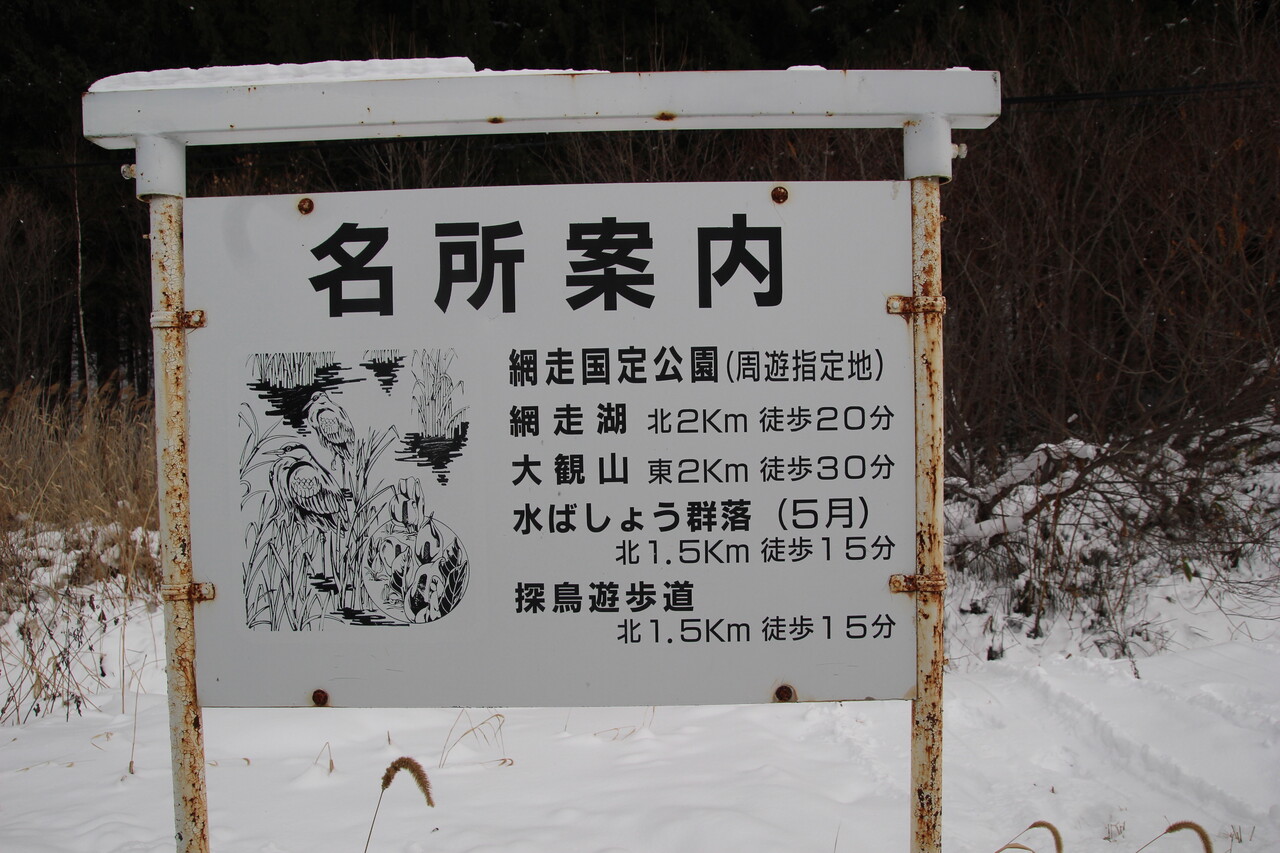 名所案内
網走国定公園(周遊指定地)
網走湖 北2Km 徒歩20分
大観山 東2Km 徒歩30分
水ばしょう群落 (5月)
北1.5Km 徒歩15分
探鳥遊歩道
北1.5Km 徒歩15分